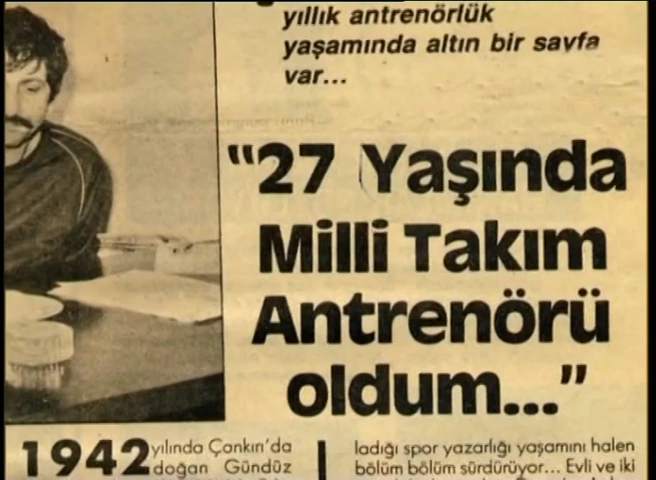 yıllık antrenörlük
yaşamında altın bir sayfa
var...
"27 Yaşında
Milli Takım
Antrenörü
oldum..."
1942 yılında Çankırı'da
doğan Gündüz
ladığı spor yazarlığı yaşamını halen
bölüm bölüm sürdürüyor... Evli ve iki